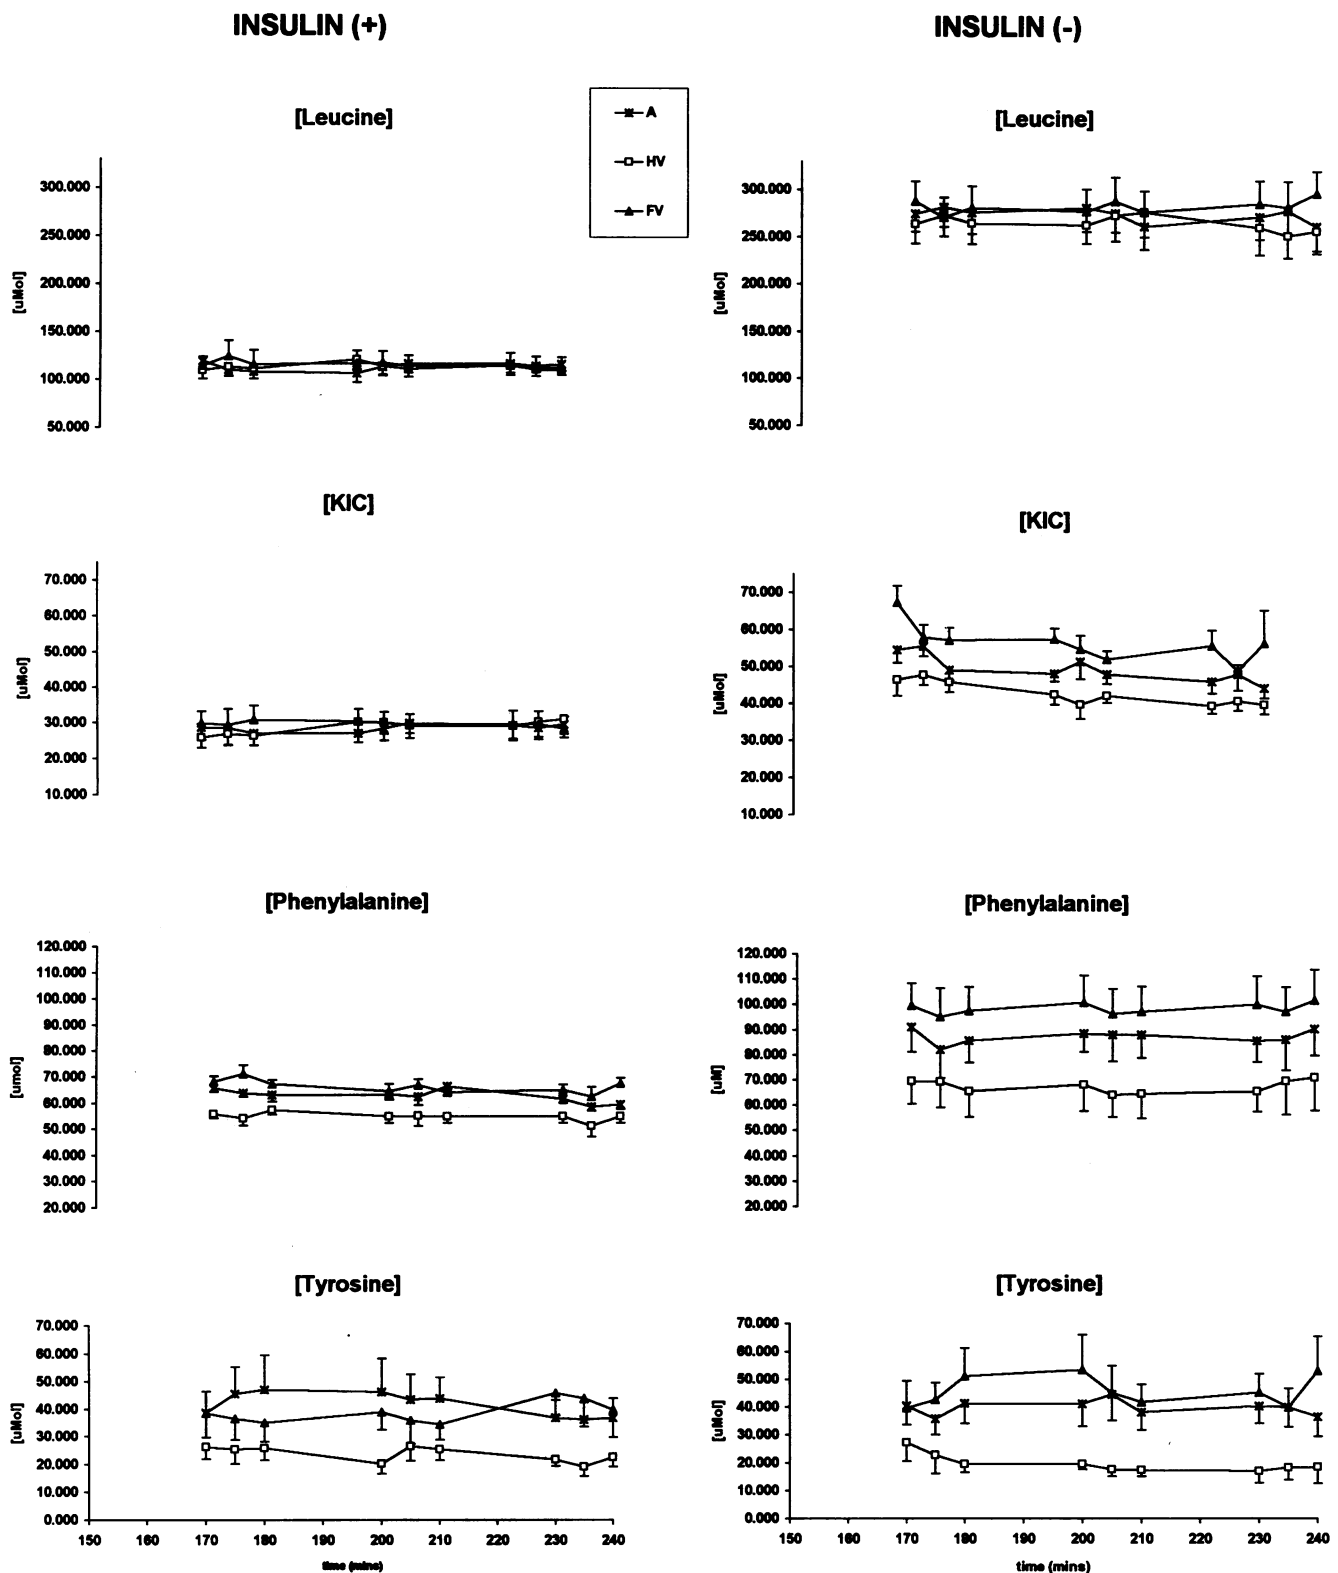 INSULIN (+)
INSULIN (-)
A
HV
FV
[Leucine]
300.000
250.000
200.000
150.000
100.000
50.000
[uMol]
[Leucine]
300.000
250.000
200.000
150.000
100.000
50.000
[uMol]
[KIC]
70.000
60.000
50.000
40.000
30.000
20.000
10.000
[uMol]
[KIC]
70.000
60.000
50.000
40.000
30.000
20.000
10.000
[uMol]
[Phenylalanine]
120.000
110.000
100.000
90.000
80.000
70.000
60.000
50.000
40.000
30.000
20.000
[umol]
[Phenylalanine]
120.000
110.000
100.000
90.000
80.000
70.000
60.000
50.000
40.000
30.000
20.000
[uM]
[Tyrosine]
70.000
60.000
50.000
40.000
30.000
20.000
10.000
0.000
[uMol]
150 160 170 180 190 200 210 220 230 240
time (mins)
[Tyrosine]
70.000
60.000
50.000
40.000
30.000
20.000
10.000
0.000
[uMol]
150 160 170 180 190 200 210 220 230 240
time (mins)